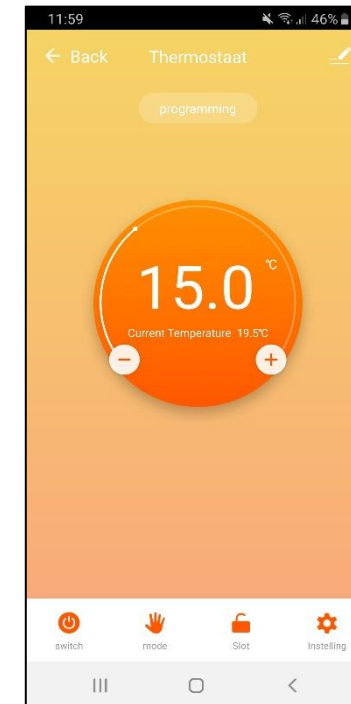 11:59 46%
Back Thermostaat
programming
15.0 °C
Current Temperature 19.5℃
switch mode Slot Instelling